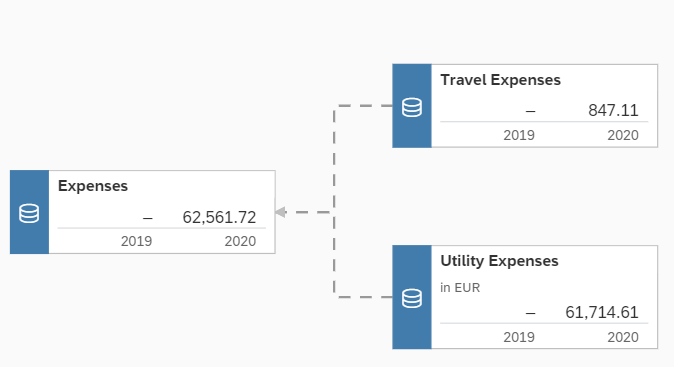 Travel Expenses
– 847.11
2019 2020
Expenses
– 62,561.72
2019 2020
Utility Expenses
in EUR
– 61,714.61
2019 2020